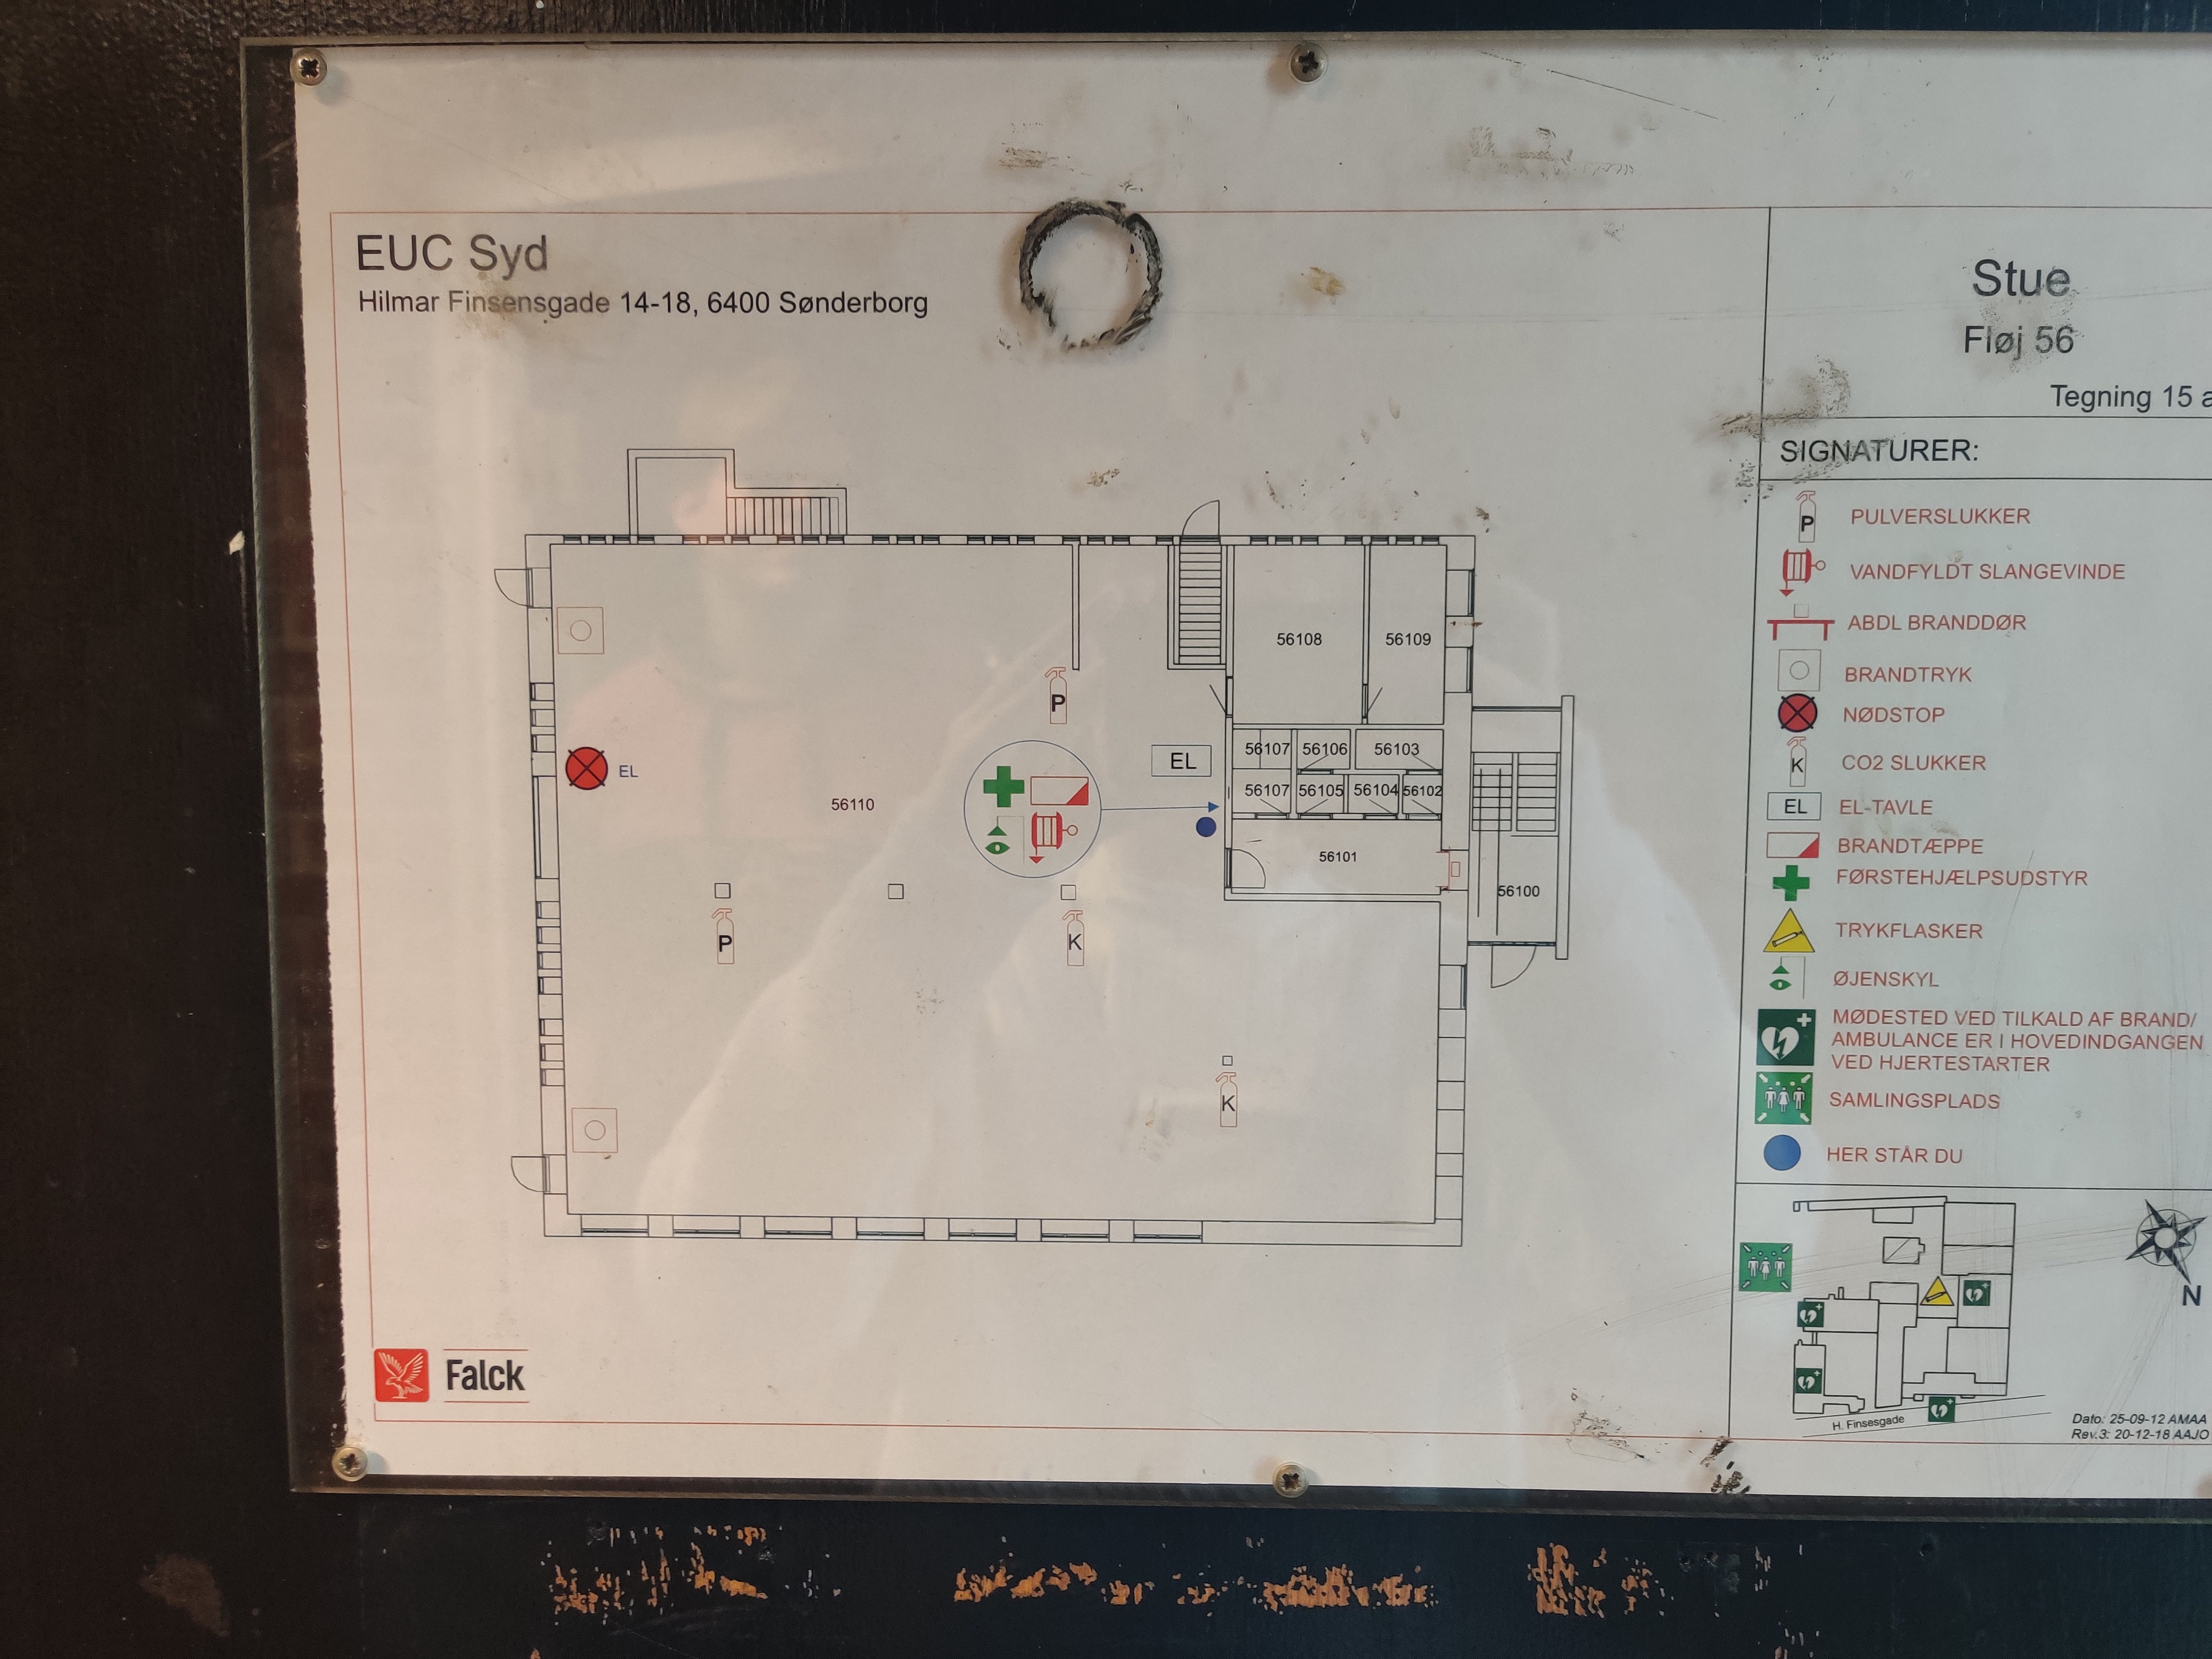 EUC Syd
Hilmar Finsensgade 14-18, 6400 Sønderborg
Stue
Fløj 56
Tegning 15
SIGNATURER:
P PULVERSLUKKER
VANDFYLDT SLANGEVINDE
ABDL BRANDDØR
BRANDTRYK
NØDSTOP
K CO2 SLUKKER
EL EL-TAVLE
BRANDTÆPPE
FØRSTEHJÆLPSUDSTYR
TRYKFLASKER
ØJENSKYL
MØDESTED VED TILKALD AF BRAND/
AMBULANCE ER I HOVEDINDGANGEN
VED HJERTESTARTER
SAMLINGSPLADS
HER STÅR DU
56108 56109
P
56107 56106 56103
EL
EL
56107 56105 56104 56102
56110
56101
56100
P
K
K
N
H. Finsesgade
Dato: 25-09-12 AMAA
Rev.3: 20-12-18 AAJO
Falck